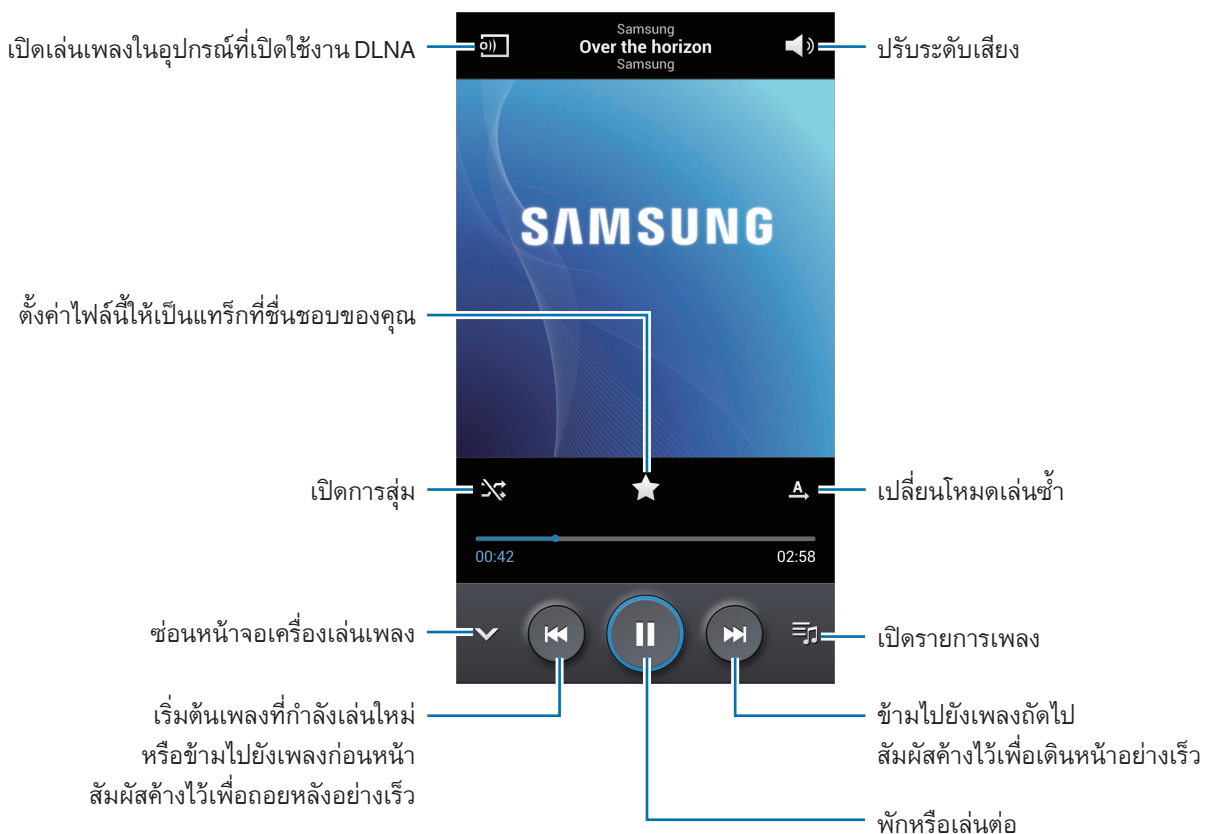 เปิดเล่นเพลงในอุปกรณ์ที่เปิดใช้งาน DLNA
Samsung
Over the horizon
Samsung
ปรับระดับเสียง
SAMSUNG
ตั้งค่าไฟล์นี้ให้เป็นแทร็กที่ชื่นชอบของคุณ
เปิดการสุ่ม
A
เปลี่ยนโหมดเล่นซ้ำ
00:42
02:58
ซ่อนหน้าจอเครื่องเล่นเพลง
เปิดรายการเพลง
เริ่มต้นเพลงที่กำลังเล่นใหม่
หรือข้ามไปยังเพลงก่อนหน้า
สัมผัสค้างไว้เพื่อถอยหลังอย่างเร็ว
ข้ามไปยังเพลงถัดไป
สัมผัสค้างไว้เพื่อเดินหน้าอย่างเร็ว
พักหรือเล่นต่อ